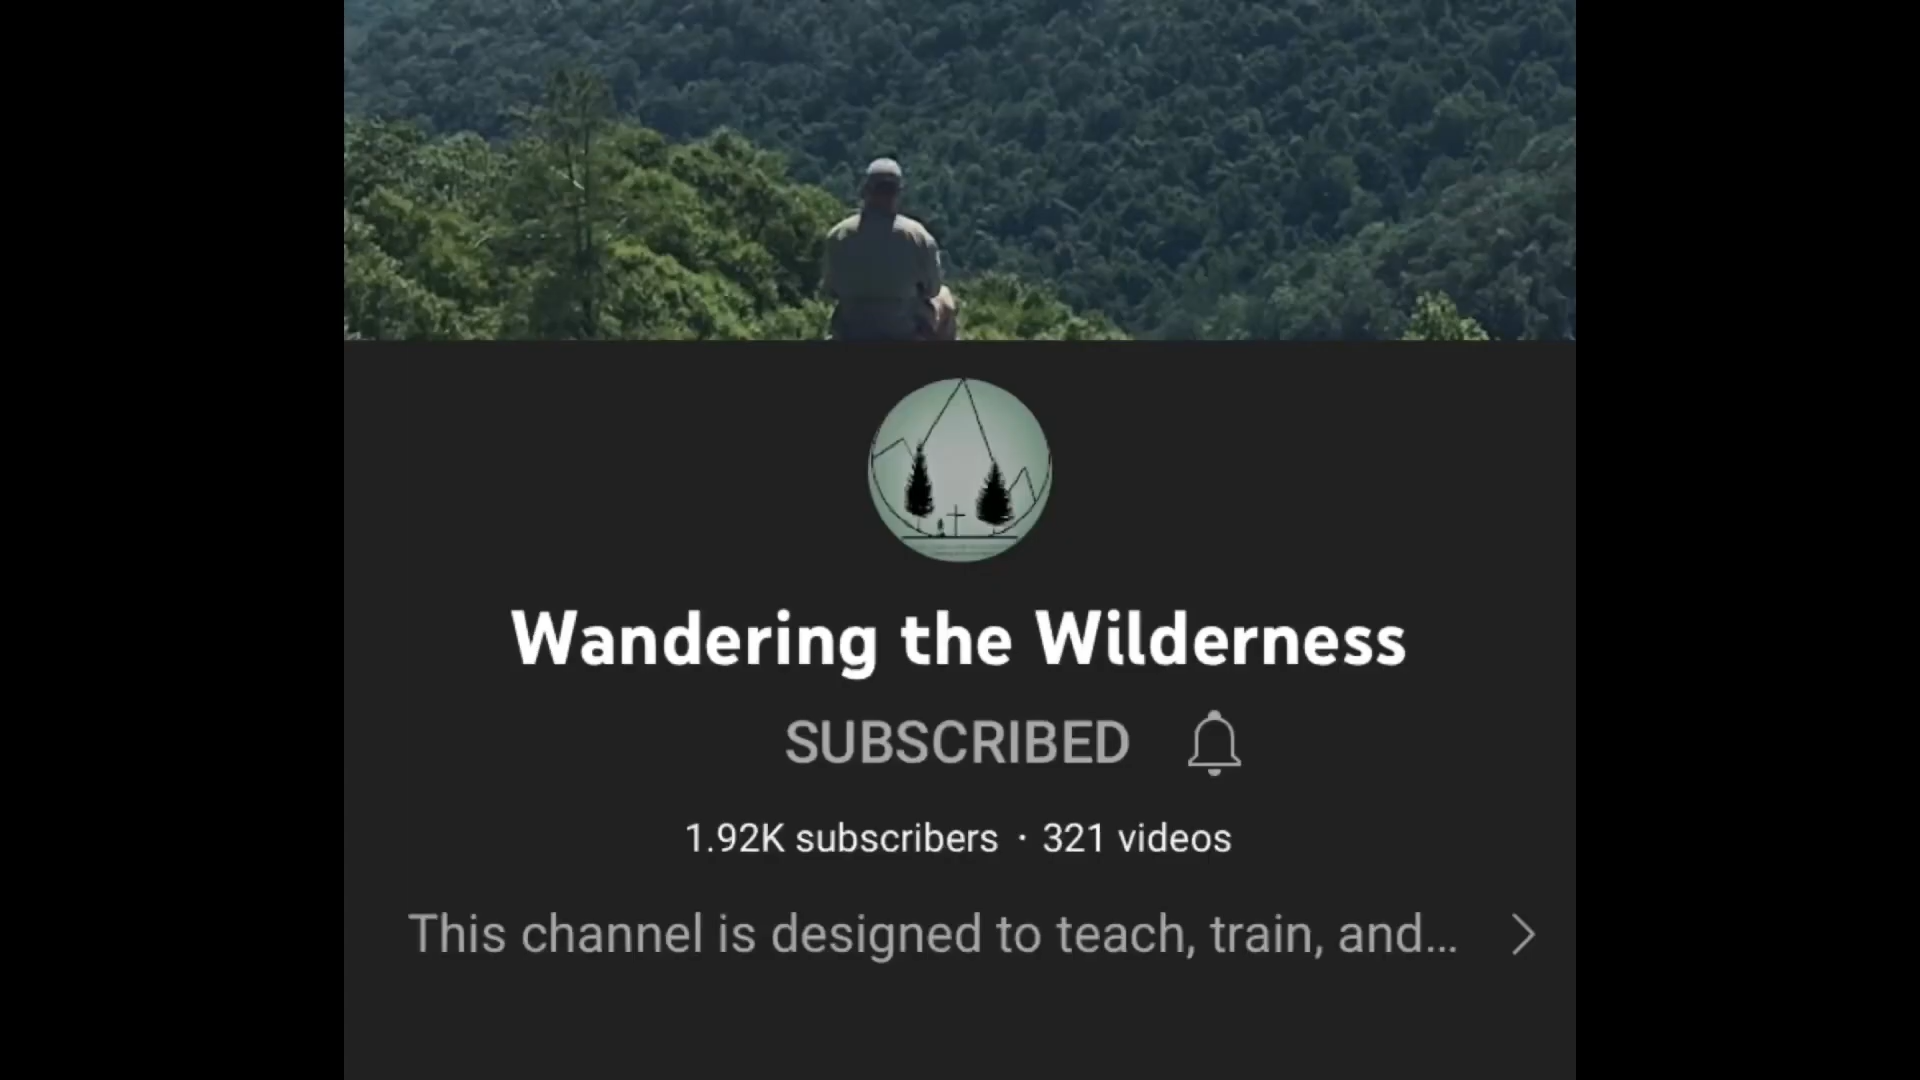 Wandering the Wilderness
SUBSCRIBED
1.92K subscribers · 321 videos
This channel is designed to teach, train, and...